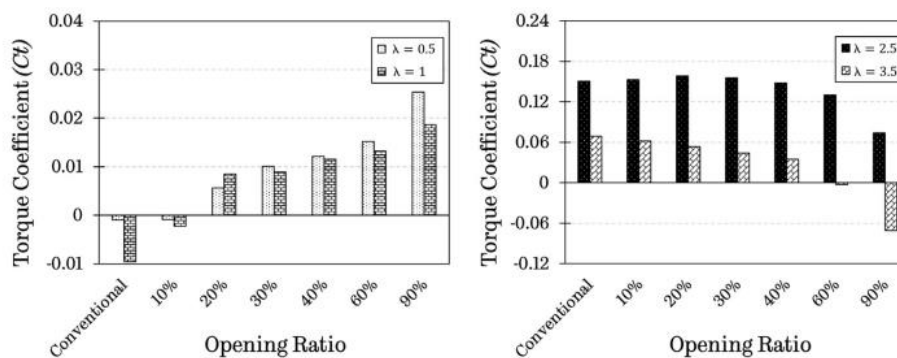 Torque Coefficient (Ct)
0.04
0.03
0.02
0.01
0
-0.01
λ = 0.5
λ = 1
Conventional
10%
20%
30%
40%
60%
90%
Opening Ratio
Torque Coefficient (Ct)
0.24
0.18
0.12
0.06
0
-0.06
-0.12
λ = 2.5
λ = 3.5
Conventional
10%
20%
30%
40%
60%
90%
Opening Ratio